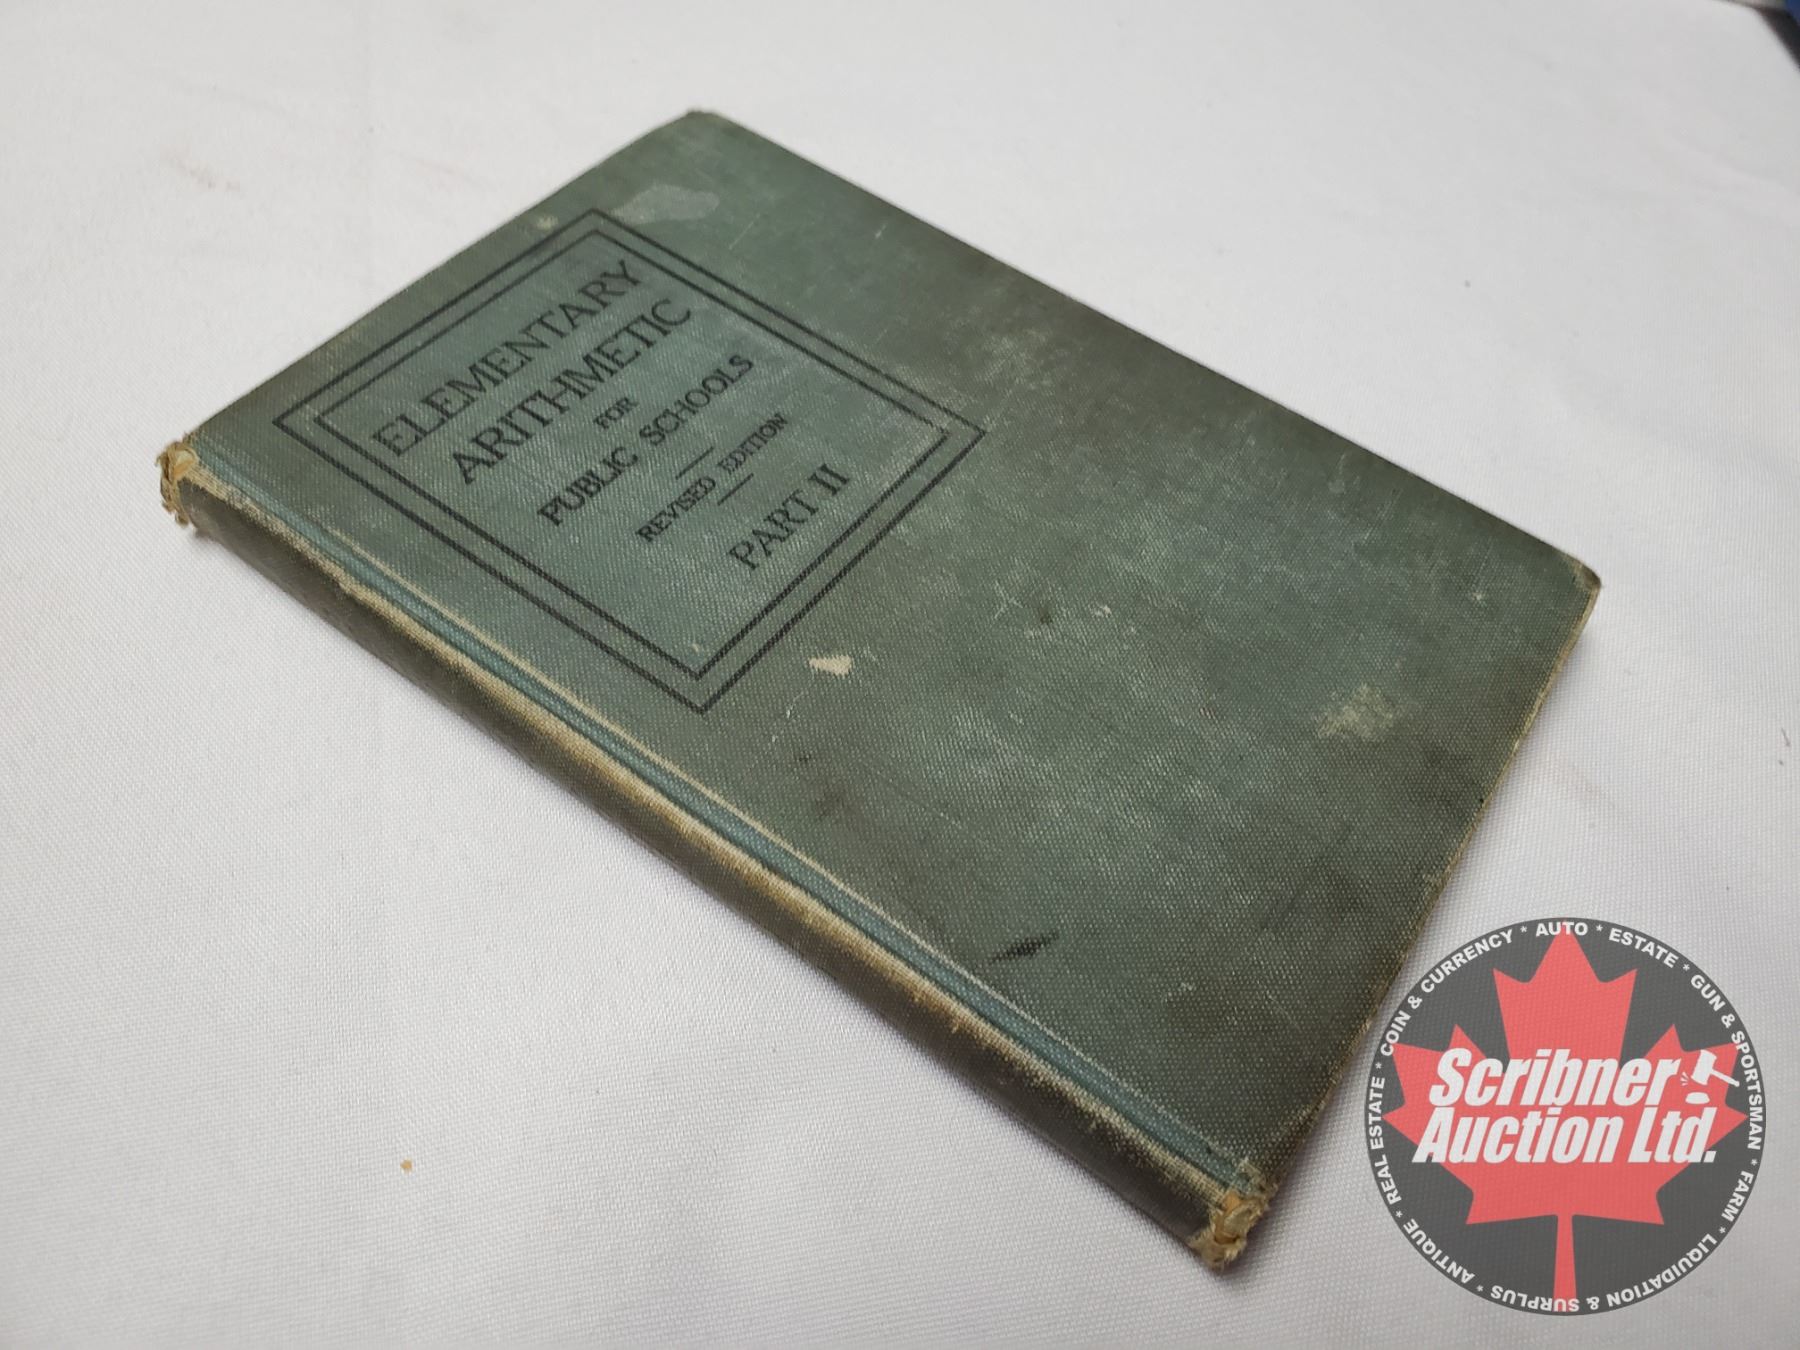 ELEMENTARY
ARITHMETIC
FOR
PUBLIC SCHOOLS
REVISED EDITION
PART II
Scribner
Auction Ltd.
* REAL ESTATE * COIN & CURRENCY * AUTO * ESTATE * GUN & SPORTSMAN * FARM * LIQUIDATION & SURPLUS * ANTIQUE